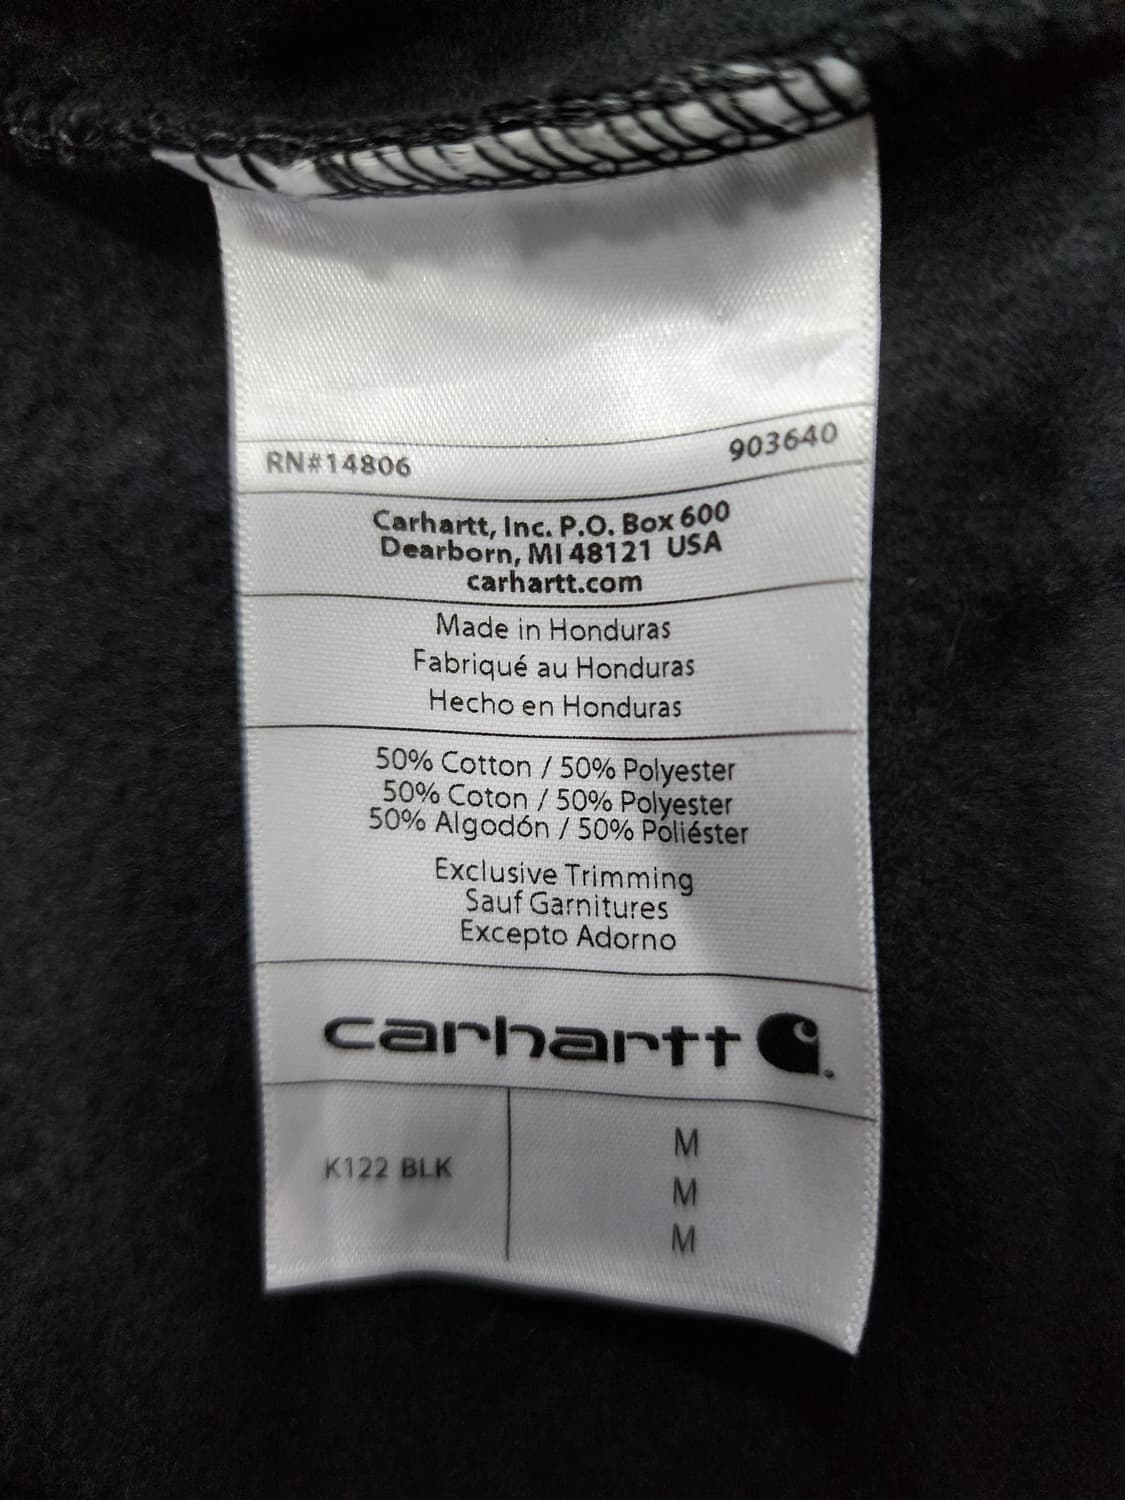 RN#14806 903640
Carhartt, Inc. P.O. Box 600
Dearborn, MI 48121 USA
carhartt.com
Made in Honduras
Fabriqué au Honduras
Hecho en Honduras
50% Cotton / 50% Polyester
50% Coton / 50% Polyester
50% Algodón / 50% Poliéster
Exclusive Trimming
Sauf Garnitures
Excepto Adorno
carhartt
K122 BLK
M
M
M